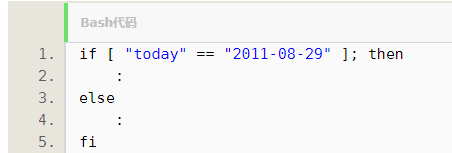 Bash代码
1. if [ "today" == "2011-08-29" ]; then
2.     :
3. else
4.     :
5. fi